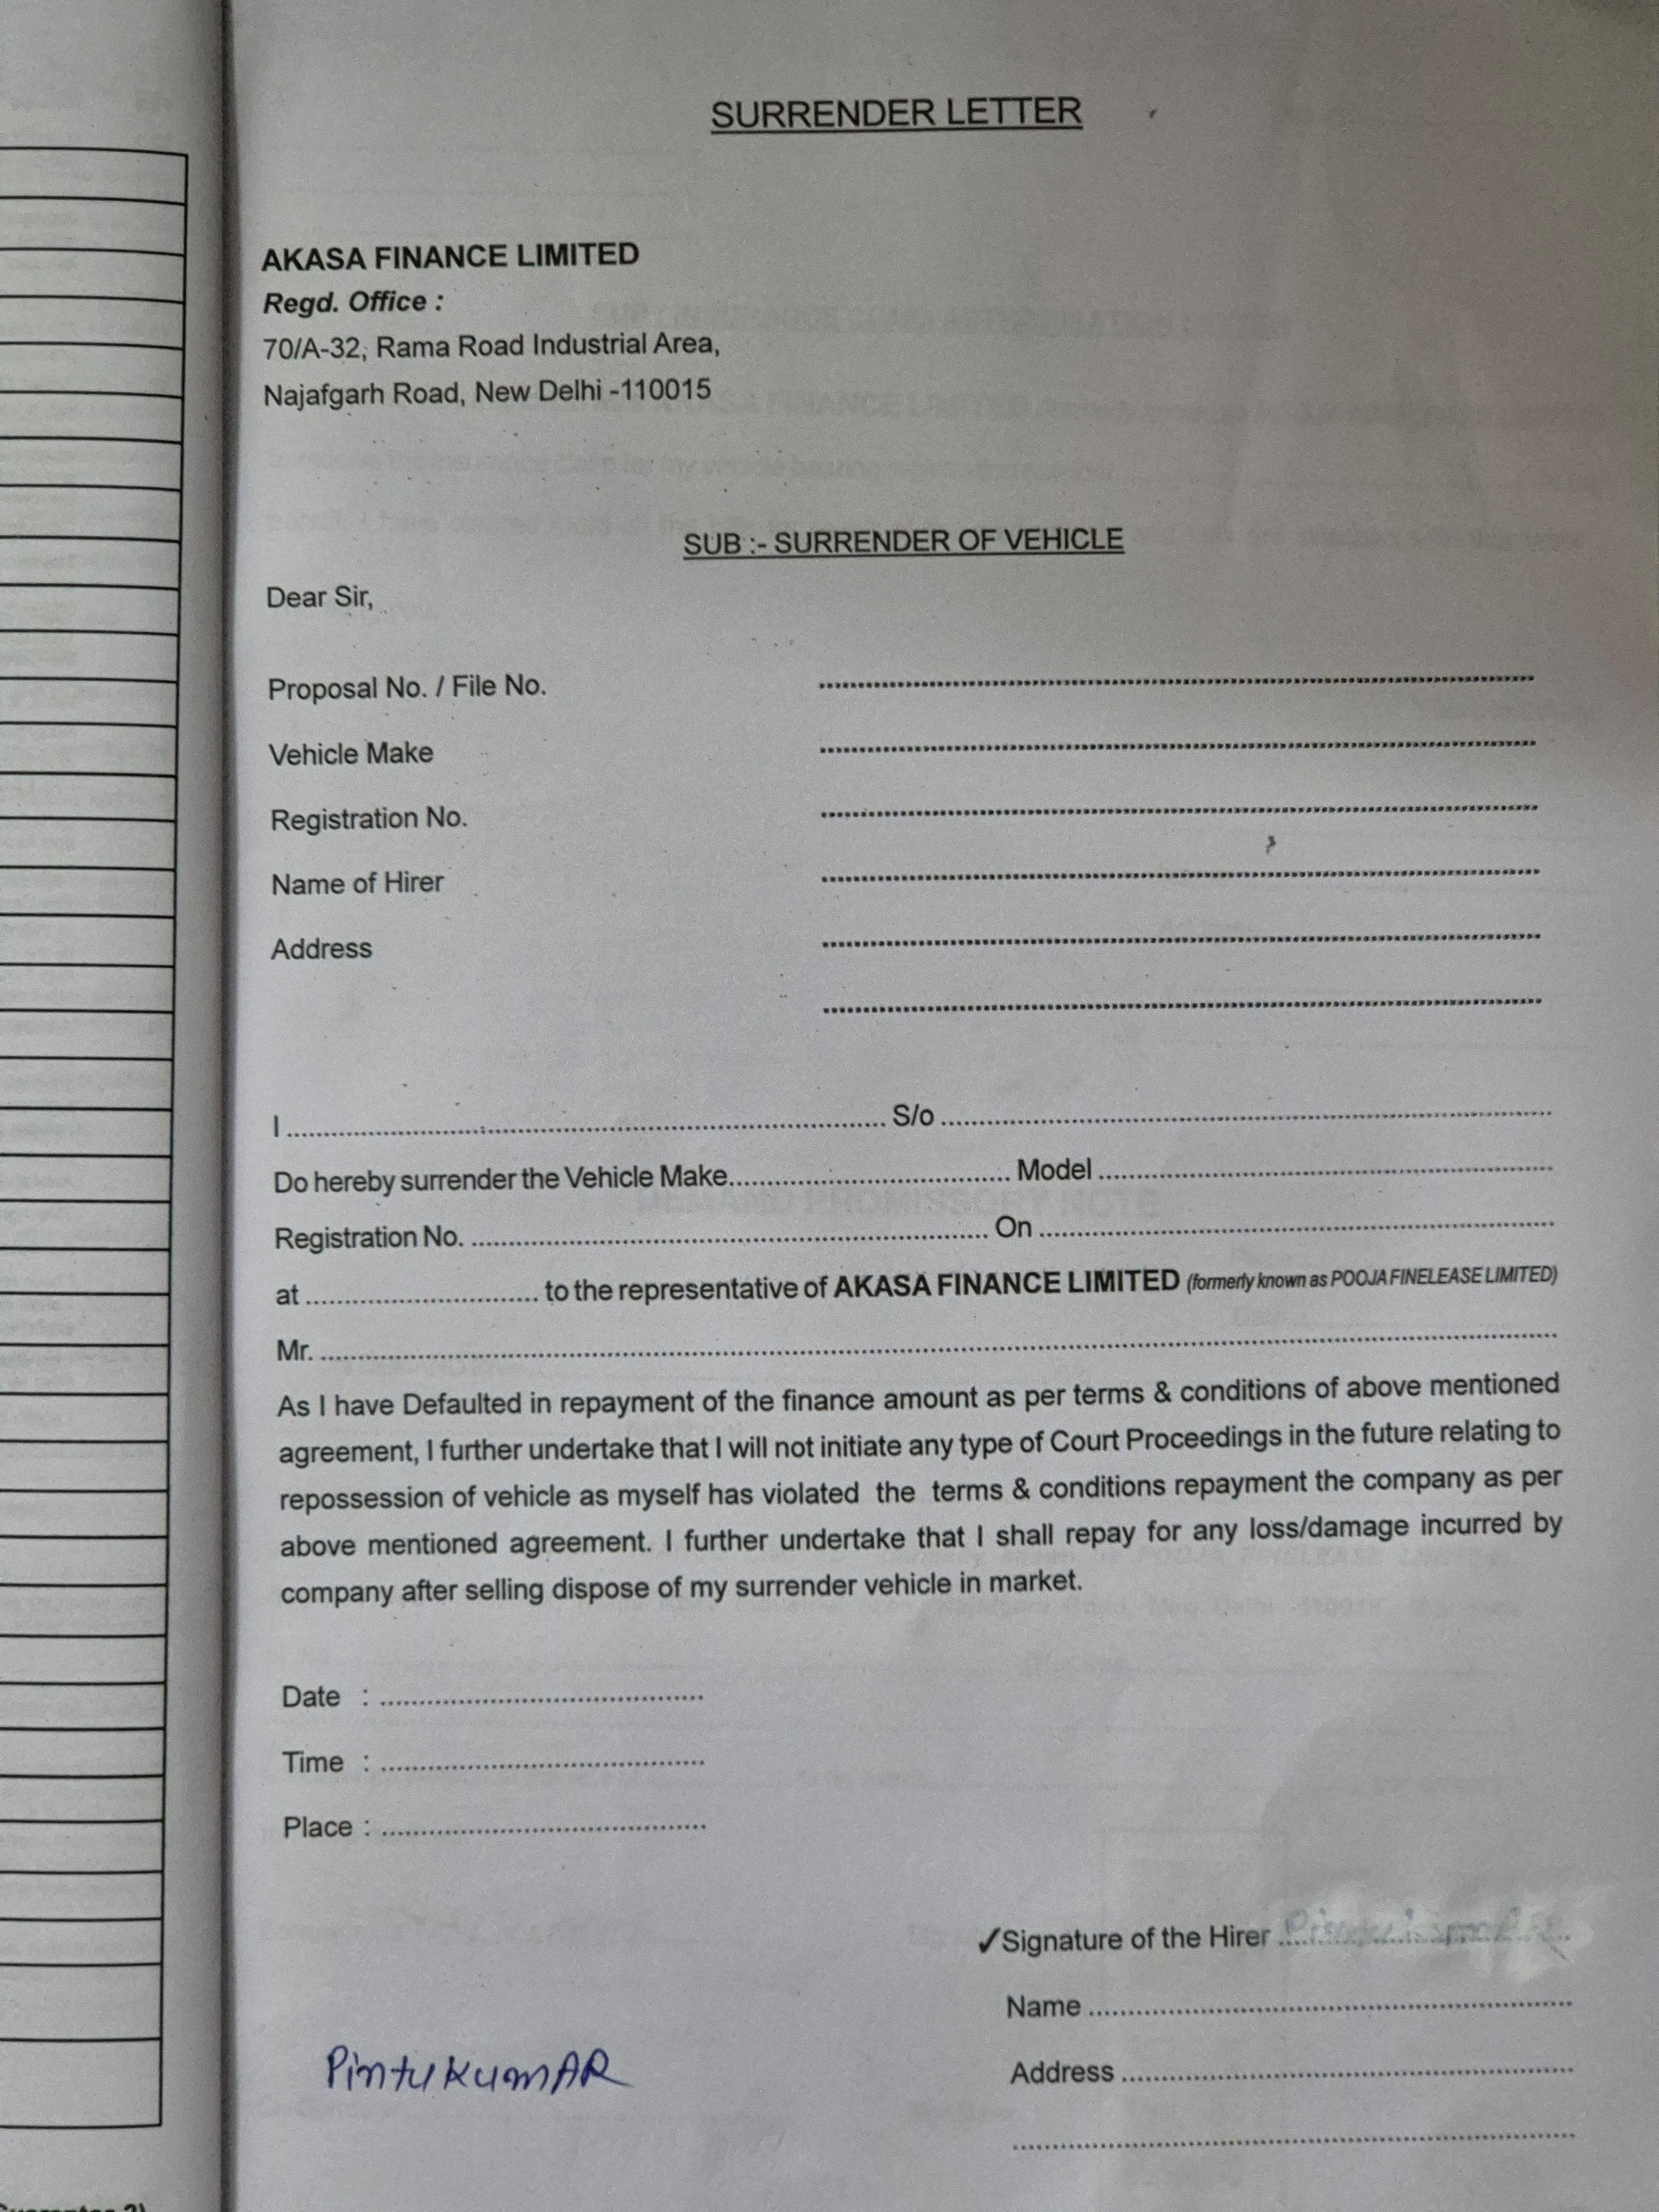 SURRENDER LETTER
AKASA FINANCE LIMITED
Regd. Office :
70/A-32, Rama Road Industrial Area,
Najafgarh Road, New Delhi -110015
SUB :- SURRENDER OF VEHICLE
Dear Sir,
Proposal No. / File No. ........................
Vehicle Make ........................
Registration No. ........................
Name of Hirer ........................
Address ........................
........................
I ........................ S/o ........................
Do hereby surrender the Vehicle Make........................ Model ........................
Registration No. ........................ On ........................
at ........................ to the representative of AKASA FINANCE LIMITED (formerly known as POOJA FINELEASE LIMITED)
Mr. ........................
As I have Defaulted in repayment of the finance amount as per terms & conditions of above mentioned
agreement, I further undertake that I will not initiate any type of Court Proceedings in the future relating to
repossession of vehicle as myself has violated the terms & conditions repayment the company as per
above mentioned agreement. I further undertake that I shall repay for any loss/damage incurred by
company after selling dispose of my surrender vehicle in market.
Date : ........................
Time : ........................
Place : ........................
✓Signature of the Hirer ........................
Name ........................
PintuKumAR
Address ........................
........................